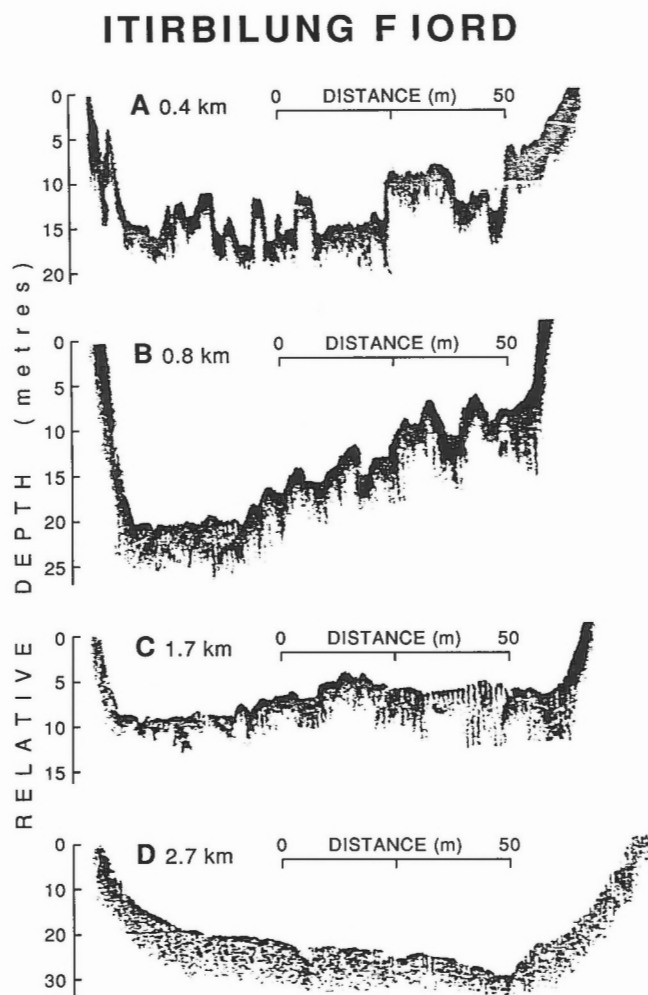 ITIRBILUNG FIORD
RELATIVE DEPTH (metres)
A 0.4 km
0 DISTANCE (m) 50
0
5
10
15
20
B 0.8 km
0 DISTANCE (m) 50
0
5
10
15
20
25
C 1.7 km
0 DISTANCE (m) 50
0
5
10
15
D 2.7 km
0 DISTANCE (m) 50
0
10
20
30